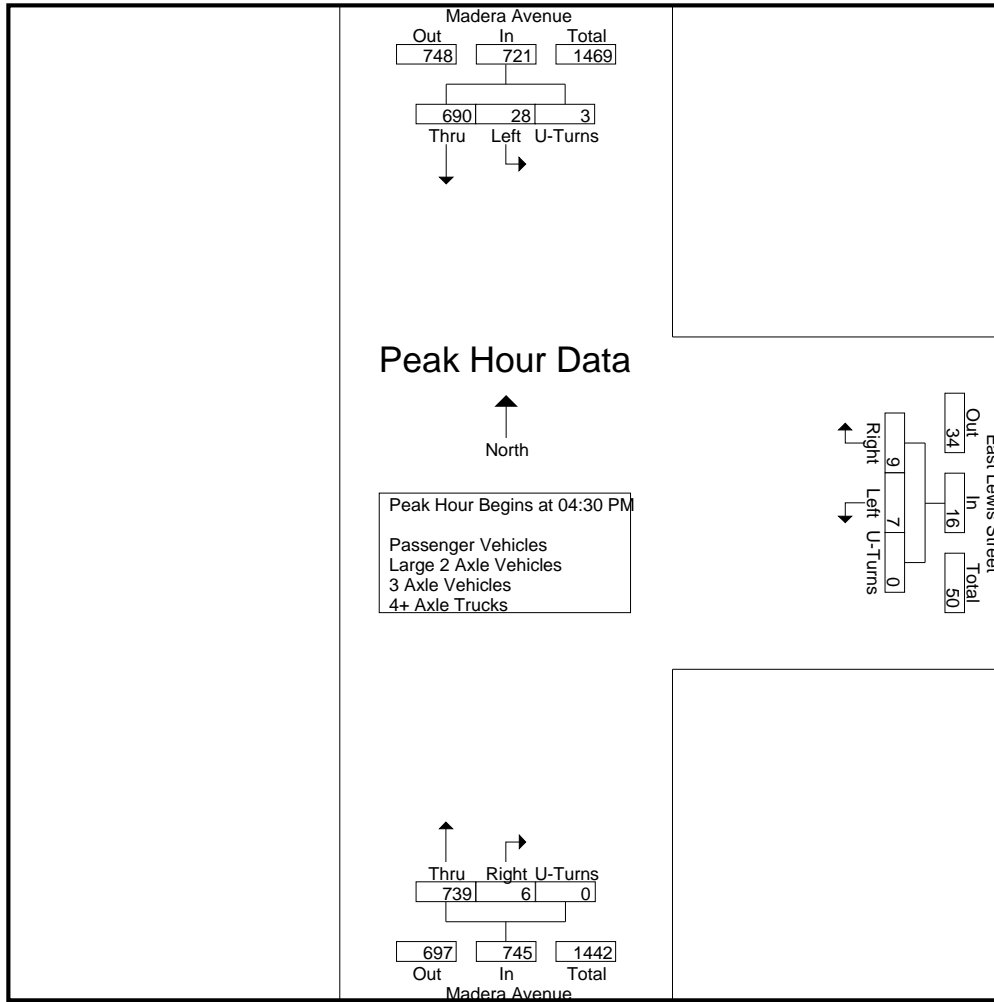 Madera Avenue
Out In Total
748 721 1469
690 28 3
Thru Left U-Turns
Peak Hour Data
North
Peak Hour Begins at 04:30 PM
Passenger Vehicles
Large 2 Axle Vehicles
3 Axle Vehicles
4+ Axle Trucks
East Lewis Street
Out In Total
34 16 50
9 7 0
Right Left U-Turns
Thru Right U-Turns
739 6 0
697 745 1442
Out In Total
Madera Avenue